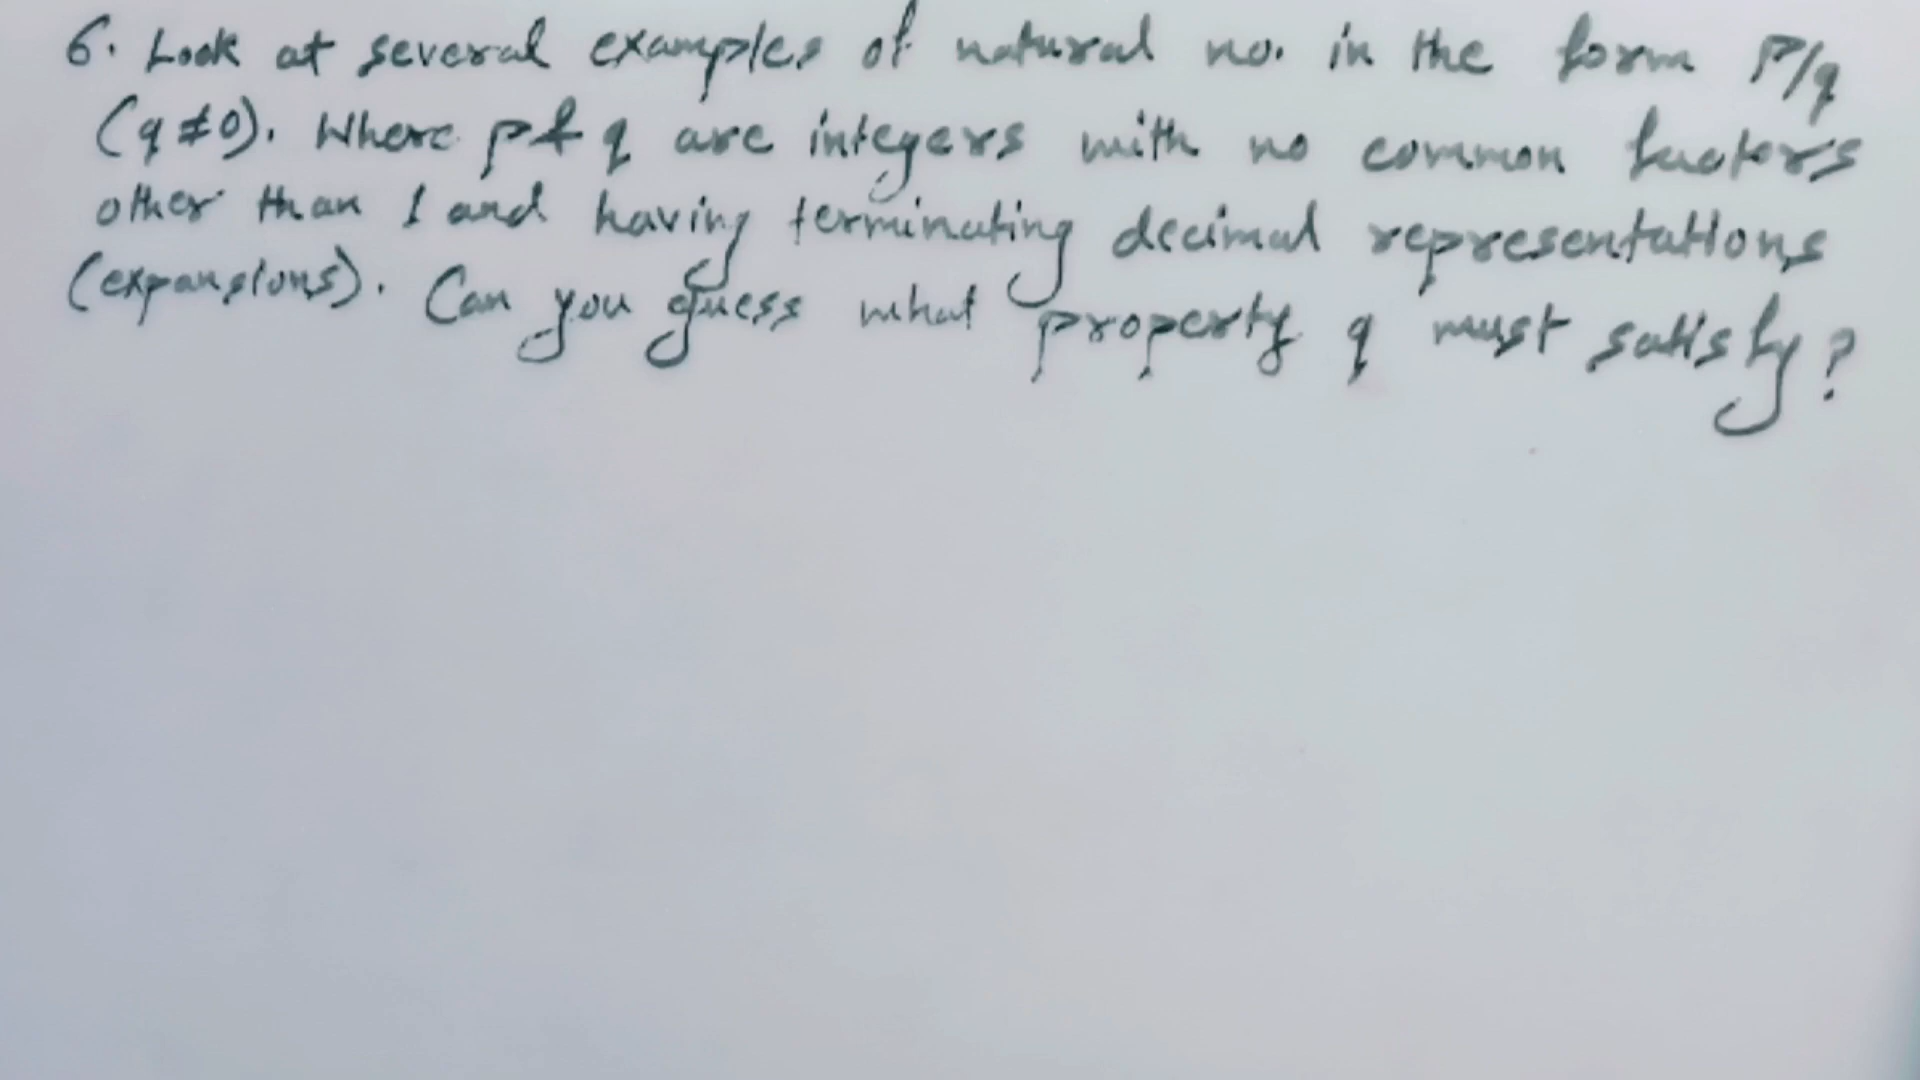 6. Look at several examples of natural no. in the form P/q
(q ≠ 0). Where p & q are integers with no common factors
other than 1 and having terminating decimal representations
(expansions). Can you guess what property q must satisfy?